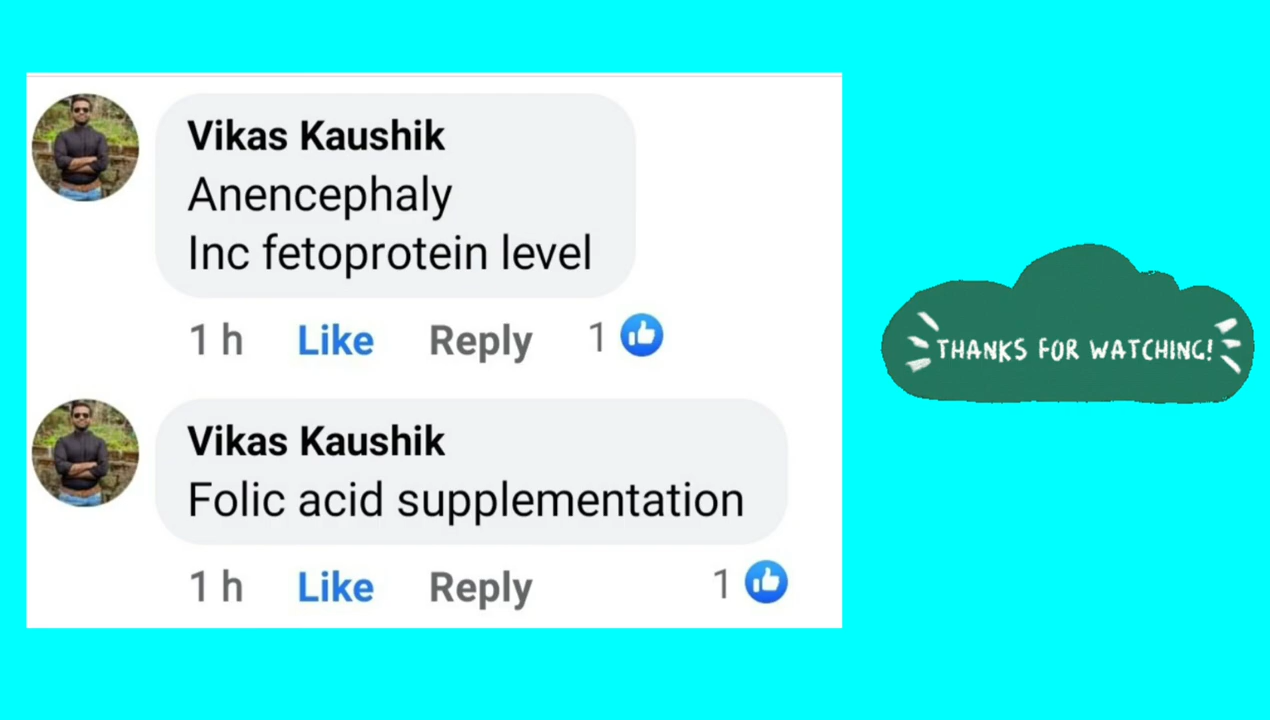 Vikas Kaushik
Anencephaly
Inc fetoprotein level
1 h Like Reply 1
Vikas Kaushik
Folic acid supplementation
1 h Like Reply 1
THANKS FOR WATCHING!